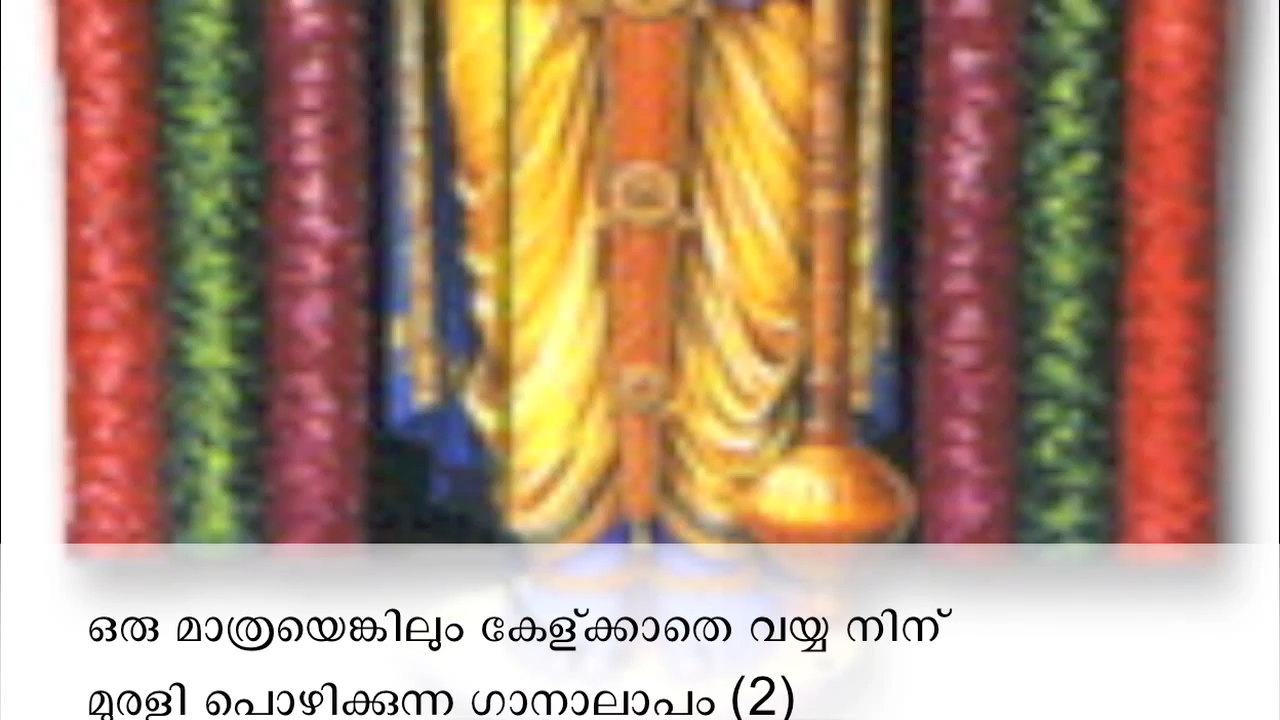 ഒരു മാത്രയെങ്കിലും കേള്ക്കാതെ വയ്യ നിന്
മുരളി പൊഴിക്കുന്ന ഗാനാലാപം (2)